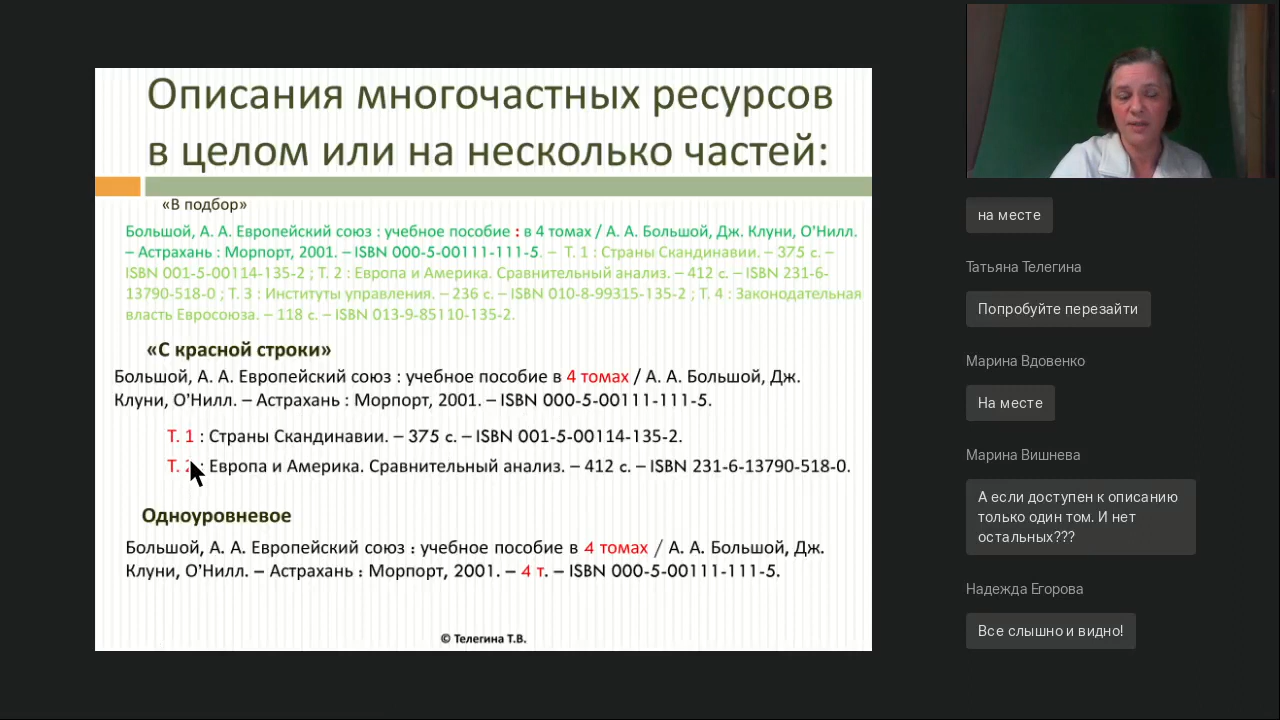 Описания многочастных ресурсов
в целом или на несколько частей:
«В подбор»
Большой, А. А. Европейский союз : учебное пособие : в 4 томах / А. А. Большой, Дж. Клуни, О'Нилл.
– Астрахань : Морпорт, 2001. – ISBN 000-5-00111-111-5. – Т. 1 : Страны Скандинавии. – 375 с. –
ISBN 001-5-00114-135-2 ; Т. 2 : Европа и Америка. Сравнительный анализ. – 412 с. – ISBN 231-6-
13790-518-0 ; Т. 3 : Институты управления. – 236 с. – ISBN 010-8-99315-135-2 ; Т. 4 : Законодательная
власть Евросоюза. – 118 с. – ISBN 013-9-85110-135-2.
«С красной строки»
Большой, А. А. Европейский союз : учебное пособие в 4 томах / А. А. Большой, Дж.
Клуни, О'Нилл. – Астрахань : Морпорт, 2001. – ISBN 000-5-00111-111-5.
Т. 1 : Страны Скандинавии. – 375 с. – ISBN 001-5-00114-135-2.
Т. 2 : Европа и Америка. Сравнительный анализ. – 412 с. – ISBN 231-6-13790-518-0.
Одноуровневое
Большой, А. А. Европейский союз : учебное пособие в 4 томах / А. А. Большой, Дж.
Клуни, О'Нилл. – Астрахань : Морпорт, 2001. – 4 т. – ISBN 000-5-00111-111-5.
© Телегина Т.В.
на месте
Татьяна Телегина
Попробуйте перезайти
Марина Вдовенко
На месте
Марина Вишнева
А если доступен к описанию
только один том. И нет
остальных???
Надежда Егорова
Все слышно и видно!